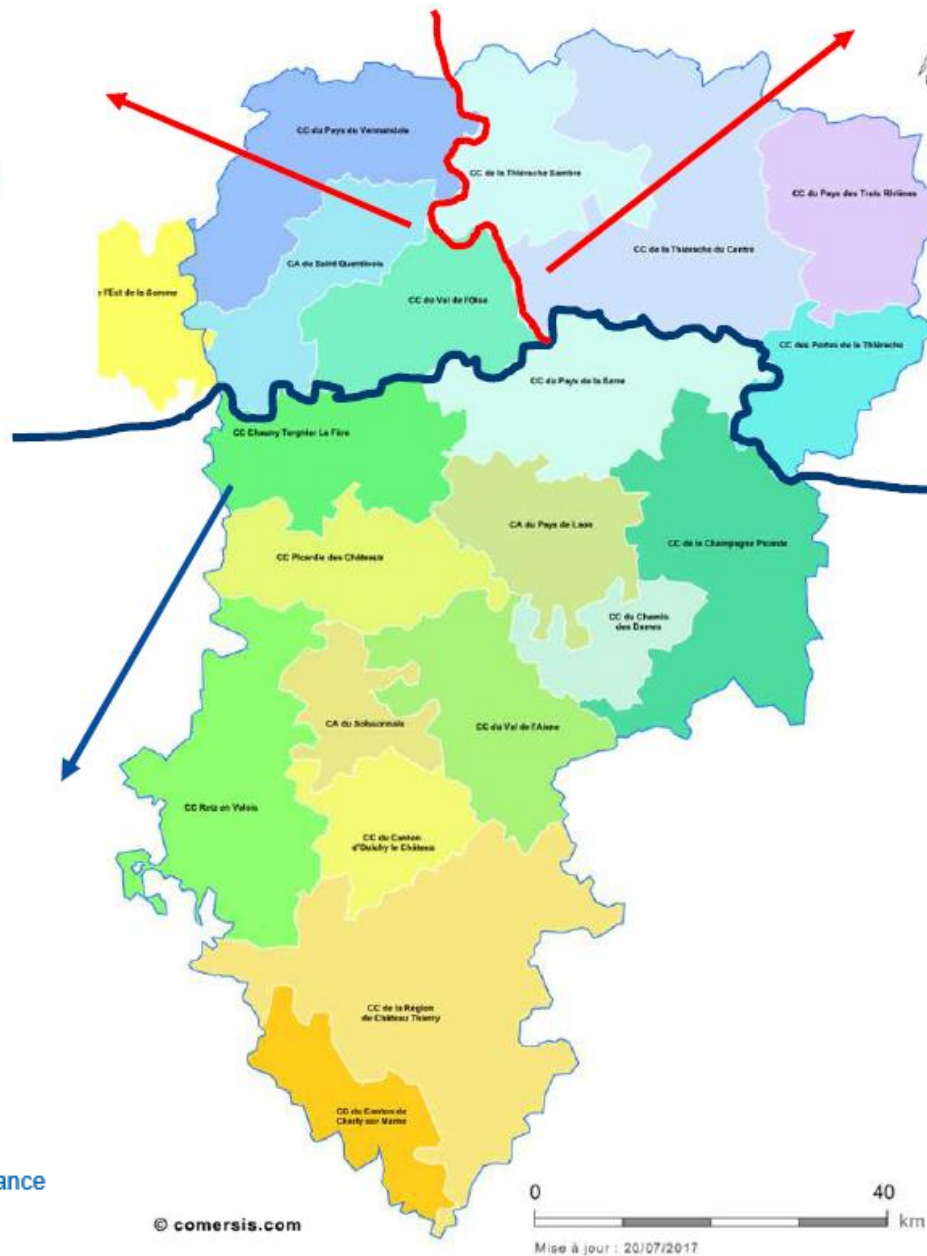 CC du Pays du Vermandois
CC de la Thiérache Sambre
CC du Pays des Trois Rivières
CC de la Thiérache du Centre
CA du Saint Quentinois
e l'Est de la Somme
CC du Val de l'Oise
CC des Portes de la Thiérache
CC du Pays de la Serre
CC Chauny Tergnier La Fère
CA du Pays de Laon
CC de la Champagne Picarde
CC Picardie des Châteaux
CC du Chemin
des Dames
CA du Soissonnais
CC du Val de l'Aisne
CC Retz en Valois
CC du Canton
d'Oulchy le Château
CC de la Région
de Château Thierry
CC du Canton de
Charly sur Marne
ance
0 40
km
© comersis.com
Mise à jour : 20/07/2017